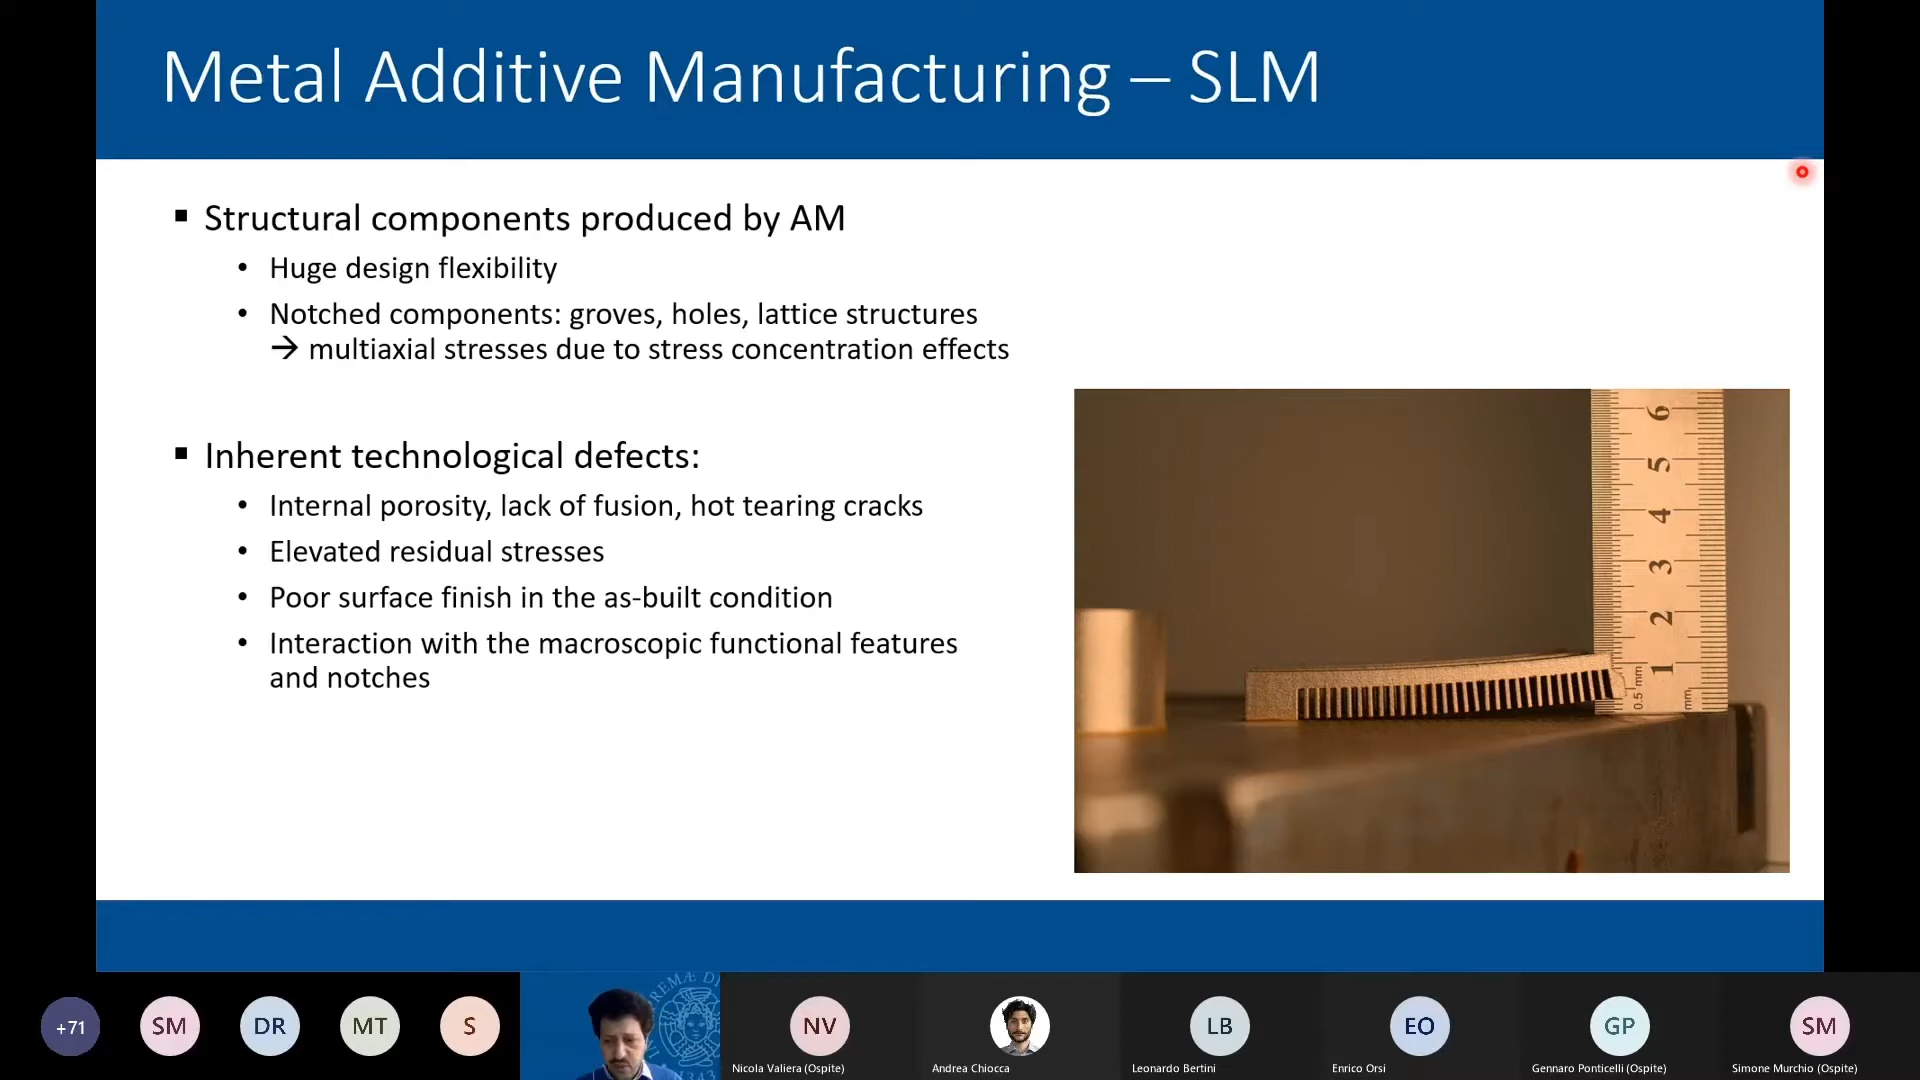 Metal Additive Manufacturing – SLM
▪ Structural components produced by AM
• Huge design flexibility
• Notched components: groves, holes, lattice structures
→ multiaxial stresses due to stress concentration effects
▪ Inherent technological defects:
• Internal porosity, lack of fusion, hot tearing cracks
• Elevated residual stresses
• Poor surface finish in the as-built condition
• Interaction with the macroscopic functional features
and notches
6
5
4
3
2
1
0.5 mm
mm
+71
SM
DR
MT
S
REMÆ DI
1343
NV
LB
EO
GP
SM
Nicola Valiera (Ospite)
Andrea Chiocca
Leonardo Bertini
Enrico Orsi
Gennaro Ponticelli (Ospite)
Simone Murchio (Ospite)